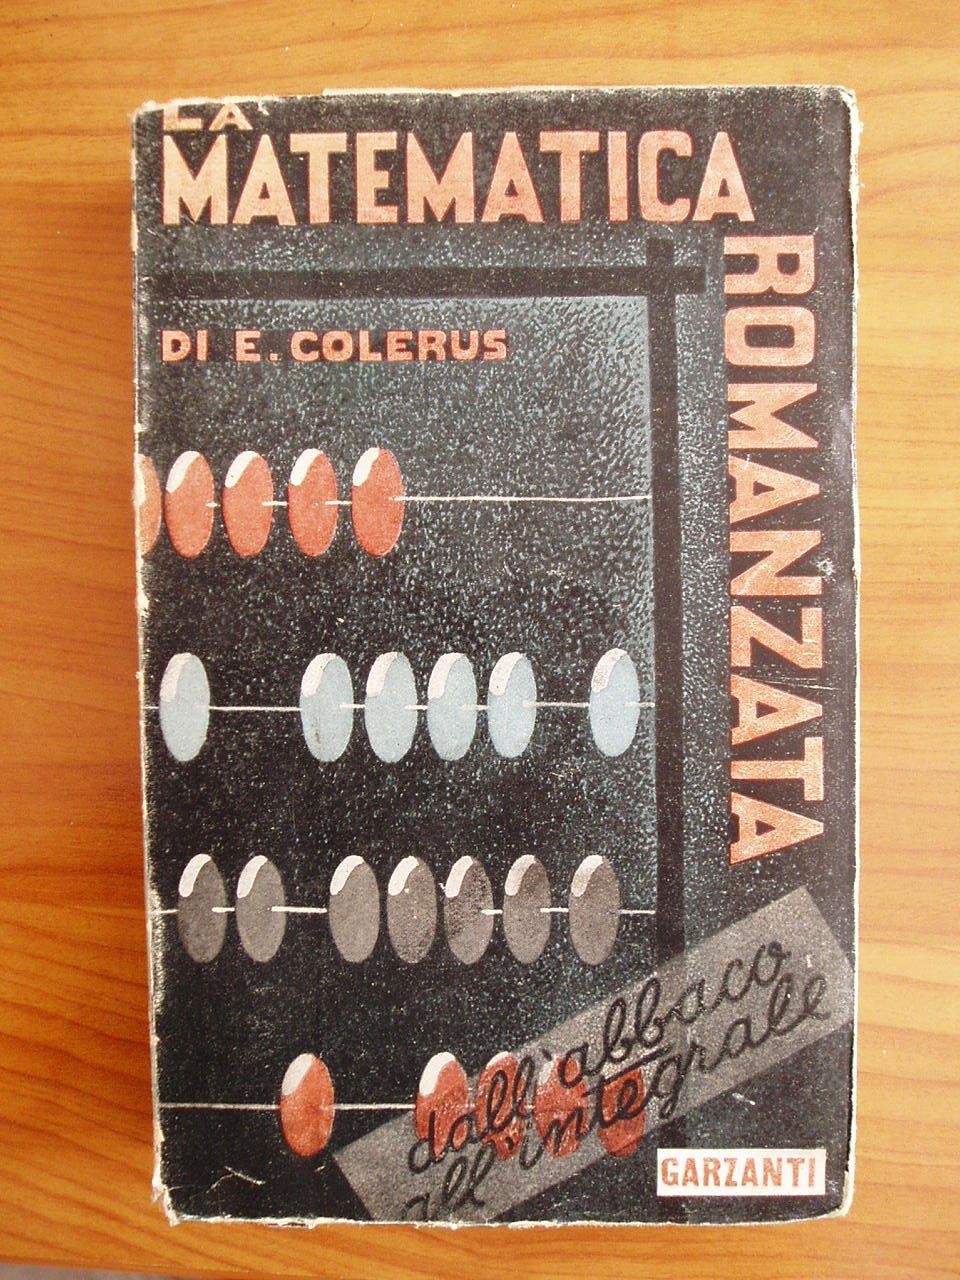 LA
MATEMATICA
ROMANZATA
DI E. COLERUS
dall'abbaco
all'integrale
GARZANTI